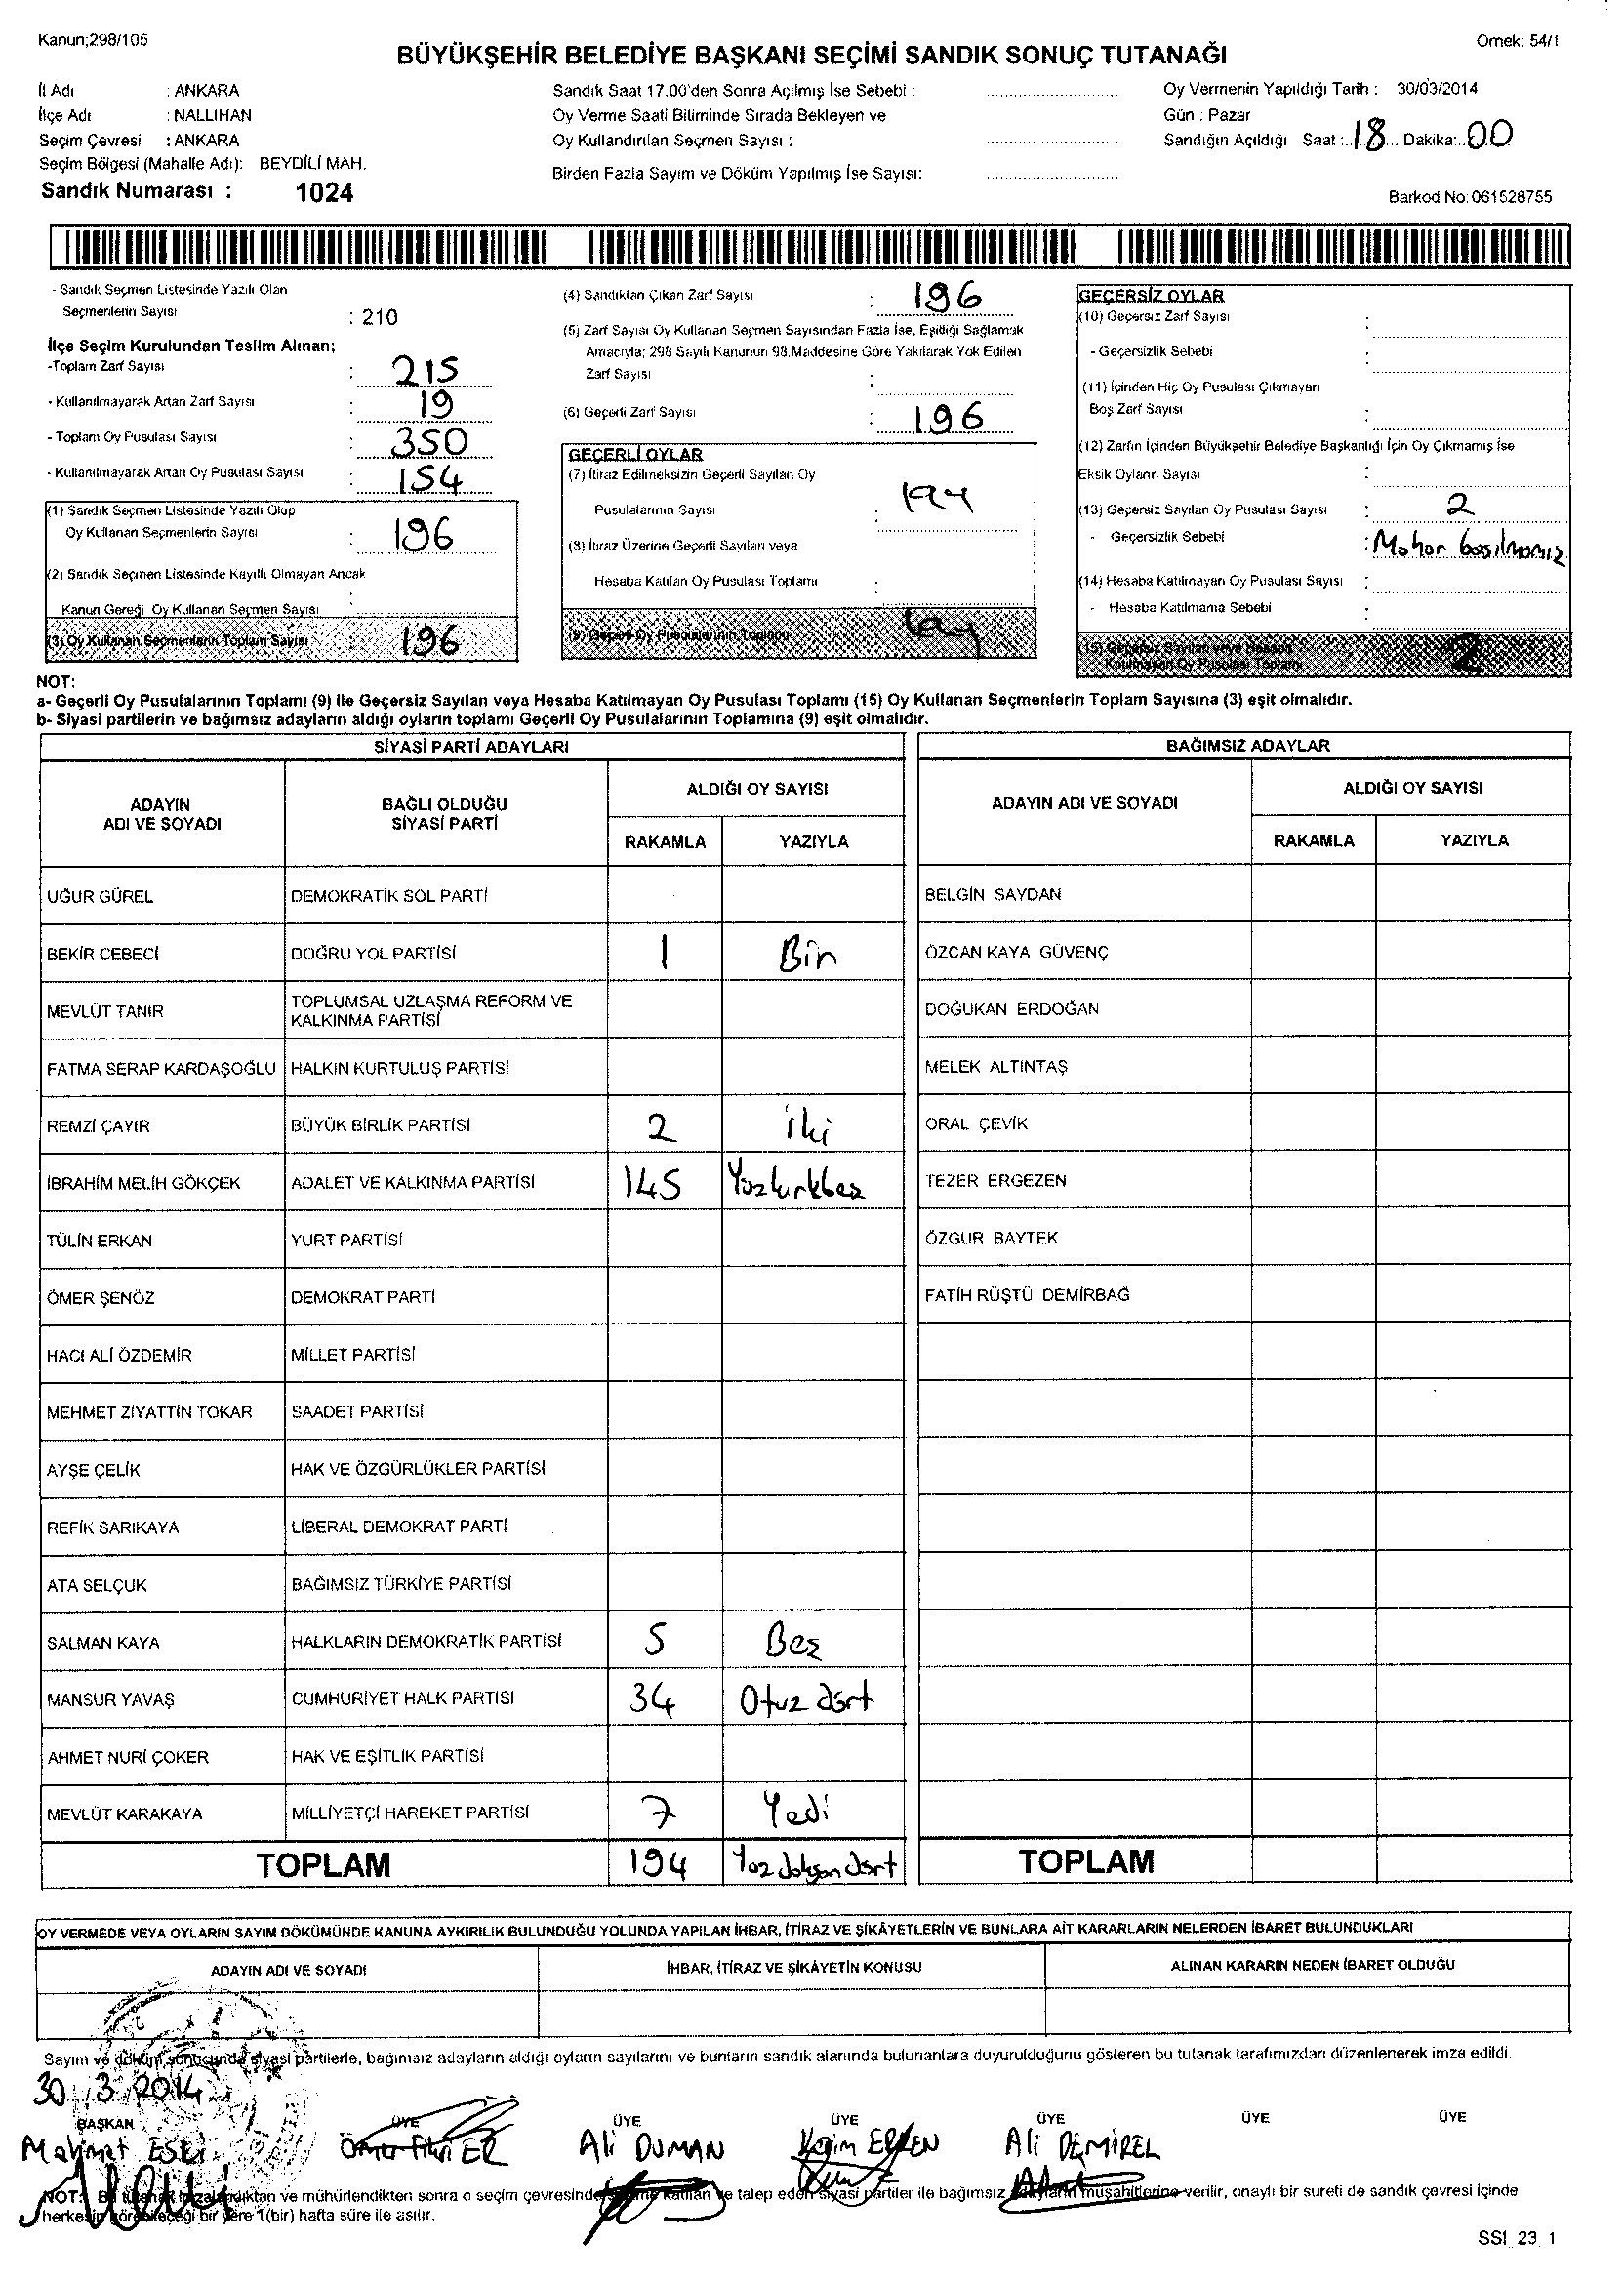 Kanun;298/105
Örnek: 54/1
BÜYÜKŞEHİR BELEDİYE BAŞKANI SEÇİMİ SANDIK SONUÇ TUTANAĞI
İl Adı : ANKARA
İlçe Adı : NALLIHAN
Seçim Çevresi : ANKARA
Seçim Bölgesi (Mahalle Adı): BEYDİLİ MAH.
Sandık Numarası : 1024
Sandık Saat 17.00'den Sonra Açılmış İse Sebebi :
Oy Verme Saati Bitiminde Sırada Bekleyen ve
Oy Kullandırılan Seçmen Sayısı :
Birden Fazla Sayım ve Döküm Yapılmış İse Sayısı:
Oy Vermenin Yapıldığı Tarih : 30/03/2014
Gün : Pazar
Sandığın Açıldığı Saat : 18 Dakika: 00
Barkod No: 061528755
- Sandık Seçmen Listesinde Yazılı Olan
Seçmenlerin Sayısı : 210
İlçe Seçim Kurulundan Teslim Alınan;
-Toplam Zarf Sayısı : 215
- Kullanılmayarak Artan Zarf Sayısı : 19
- Toplam Oy Pusulası Sayısı : 350
- Kullanılmayarak Artan Oy Pusulası Sayısı : 154
(1) Sandık Seçmen Listesinde Yazılı Olup
Oy Kullanan Seçmenlerin Sayısı : 196
(2) Sandık Seçmen Listesinde Kayıtlı Olmayan Ancak
Kanun Gereği Oy Kullanan Seçmen Sayısı :
(3) Oy Kullanan Seçmenlerin Toplam Sayısı : 196
(4) Sandıktan Çıkan Zarf Sayısı : 196
(5) Zarf Sayısı Oy Kullanan Seçmen Sayısından Fazla İse, Eşitliği Sağlamak
Amacıyla; 298 Sayılı Kanunun 98.Maddesine Göre Yakılarak Yok Edilen
Zarf Sayısı :
(6) Geçerli Zarf Sayısı : 196
GEÇERLİ OYLAR
(7) İtiraz Edilmeksizin Geçerli Sayılan Oy
Pusulalarının Sayısı : 194
(8) İtiraz Üzerine Geçerli Sayılan veya
Hesaba Katılan Oy Pusulası Toplamı :
(9) Geçerli Oy Pusulalarının Toplamı 194
GEÇERSİZ OYLAR
(10) Geçersiz Zarf Sayısı :
- Geçersizlik Sebebi :
(11) İçinden Hiç Oy Pusulası Çıkmayan
Boş Zarf Sayısı :
(12) Zarfın İçinden Büyükşehir Belediye Başkanlığı İçin Oy Çıkmamış İse
Eksik Oyların Sayısı :
(13) Geçersiz Sayılan Oy Pusulası Sayısı : 2
- Geçersizlik Sebebi : Mohor basılmamış
(14) Hesaba Katılmayan Oy Pusulası Sayısı :
- Hesaba Katılmama Sebebi :
(15) Geçersiz Sayılan veya Hesaba
Katılmayan Oy Pusulası Toplamı 2
NOT:
a- Geçerli Oy Pusulalarının Toplamı (9) ile Geçersiz Sayılan veya Hesaba Katılmayan Oy Pusulası Toplamı (15) Oy Kullanan Seçmenlerin Toplam Sayısına (3) eşit olmalıdır.
b- Siyasi partilerin ve bağımsız adayların aldığı oyların toplamı Geçerli Oy Pusulalarının Toplamına (9) eşit olmalıdır.
SİYASİ PARTİ ADAYLARI
ADAYIN ADI VE SOYADI
BAĞLI OLDUĞU SİYASİ PARTİ
ALDIĞI OY SAYISI
RAKAMLA YAZIYLA
UĞUR GÜREL DEMOKRATİK SOL PARTİ
BEKİR CEBECİ DOĞRU YOL PARTİSİ 1 Bir
MEVLÜT TANIR TOPLUMSAL UZLAŞMA REFORM VE
KALKINMA PARTİSİ
FATMA SERAP KARDAŞOĞLU HALKIN KURTULUŞ PARTİSİ
REMZİ ÇAYIR BÜYÜK BİRLİK PARTİSİ 2 İki
İBRAHİM MELİH GÖKÇEK ADALET VE KALKINMA PARTİSİ 145 Yüzkırkbeş
TÜLİN ERKAN YURT PARTİSİ
ÖMER ŞENÖZ DEMOKRAT PARTİ
HACI ALİ ÖZDEMİR MİLLET PARTİSİ
MEHMET ZİYATTİN TOKAR SAADET PARTİSİ
AYŞE ÇELİK HAK VE ÖZGÜRLÜKLER PARTİSİ
REFİK SARIKAYA LİBERAL DEMOKRAT PARTİ
ATA SELÇUK BAĞIMSIZ TÜRKİYE PARTİSİ
SALMAN KAYA HALKLARIN DEMOKRATİK PARTİSİ 5 Beş
MANSUR YAVAŞ CUMHURİYET HALK PARTİSİ 34 Otuz dört
AHMET NURİ ÇOKER HAK VE EŞİTLİK PARTİSİ
MEVLÜT KARAKAYA MİLLİYETÇİ HAREKET PARTİSİ 7 Yedi
TOPLAM 194 Yüz doksan dört
BAĞIMSIZ ADAYLAR
ADAYIN ADI VE SOYADI
ALDIĞI OY SAYISI
RAKAMLA YAZIYLA
BELGİN SAYDAN
ÖZCAN KAYA GÜVENÇ
DOĞUKAN ERDOĞAN
MELEK ALTINTAŞ
ORAL ÇEVİK
TEZER ERGEZEN
ÖZGUR BAYTEK
FATİH RÜŞTÜ DEMİRBAĞ
TOPLAM
OY VERMEDE VEYA OYLARIN SAYIM DÖKÜMÜNDE KANUNA AYKIRILIK BULUNDUĞU YOLUNDA YAPILAN İHBAR, İTİRAZ VE ŞİKÂYETLERİN VE BUNLARA AİT KARARLARIN NELERDEN İBARET BULUNDUKLARI
ADAYIN ADI VE SOYADI İHBAR, İTİRAZ VE ŞİKÂYETİN KONUSU ALINAN KARARIN NEDEN İBARET OLDUĞU
Sayım ve döküm sonucunda siyasi partilerle, bağımsız adayların aldığı oyların sayılarını ve bunların sandık alanında bulunanlara duyurulduğunu gösteren bu tutanak tarafımızdan düzenlenerek imza edildi.
30/3/2014
BAŞKAN ÜYE ÜYE ÜYE ÜYE ÜYE ÜYE
Mahmat ESKİ Ömer Fikri ER Ali DUMAN ERKEN Ali DEMİREL
NOT: Bu tutanak imzalandıktan ve mühürlendikten sonra o seçim çevresinde seçime katılan ve talep eden siyasi partiler ile bağımsız adayların müşahitlerine verilir, onaylı bir sureti de sandık çevresi içinde
herkesin görebileceği bir yere 1(bir) hafta süre ile asılır.
SSI_23_1